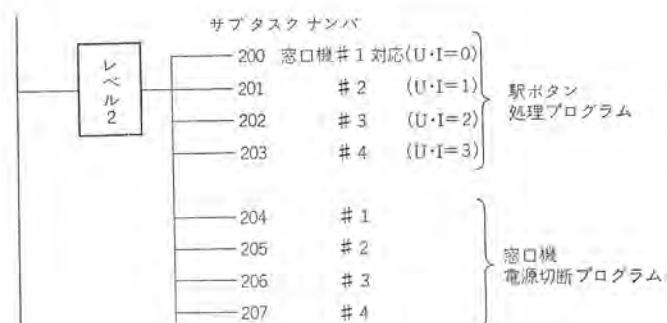 サブタスクナンバ
レベル2
200 窓口機#1対応(U・I=0)
201 #2 (U・I=1)
202 #3 (U・I=2)
203 #4 (U・I=3)
駅ボタン
処理プログラム
204 #1
205 #2
206 #3
207 #4
窓口機
電源切断プログラム